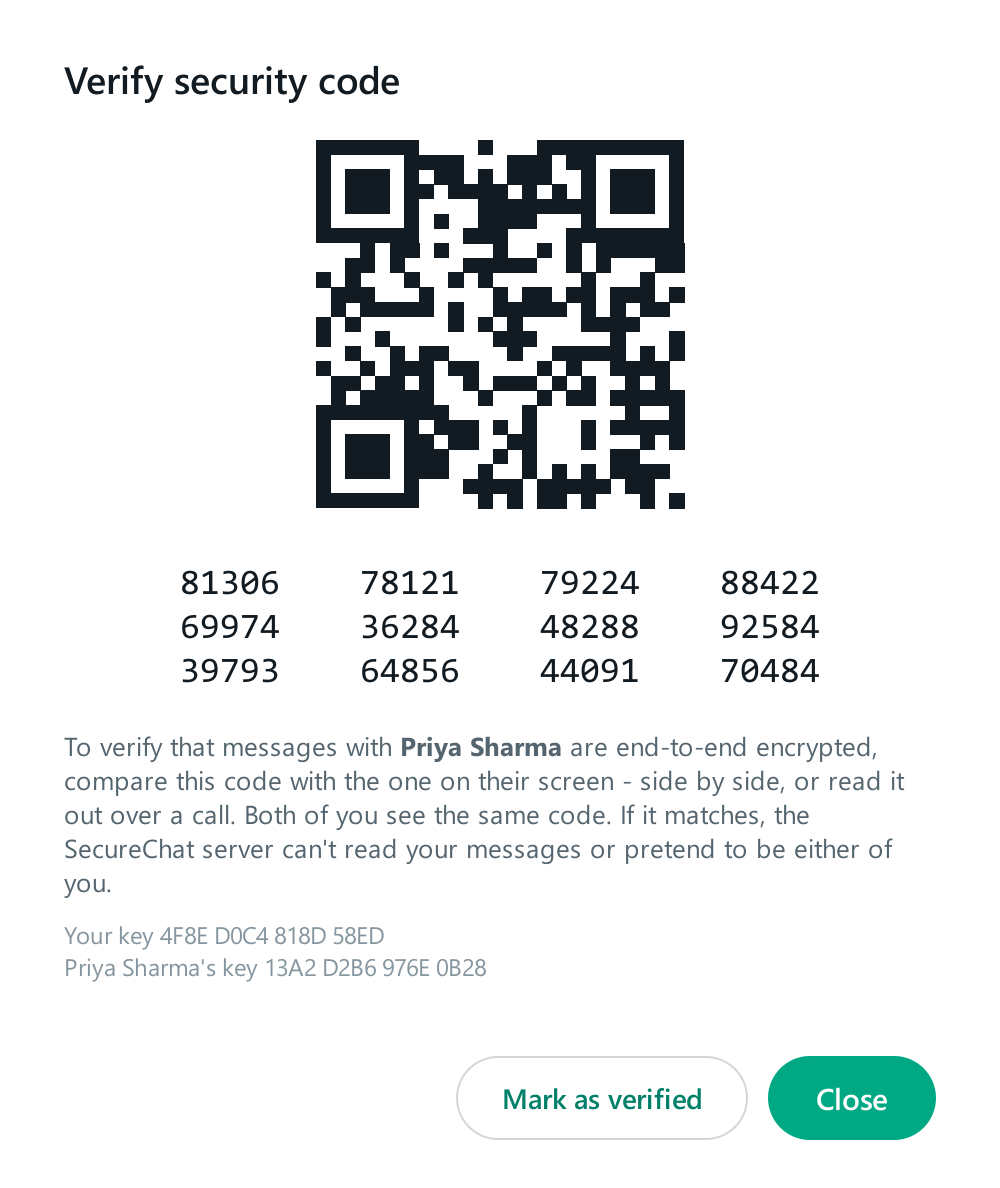 Verify security code
81306 78121 79224 88422
69974 36284 48288 92584
39793 64856 44091 70484
To verify that messages with Priya Sharma are end-to-end encrypted,
compare this code with the one on their screen - side by side, or read it
out over a call. Both of you see the same code. If it matches, the
SecureChat server can't read your messages or pretend to be either of
you.
Your key 4F8E D0C4 818D 58ED
Priya Sharma's key 13A2 D2B6 976E 0B28
Mark as verified Close